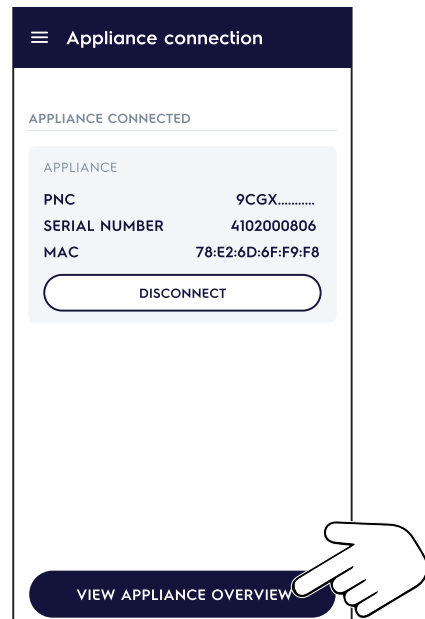 Appliance connection
APPLIANCE CONNECTED
APPLIANCE
PNC 9CGX...........
SERIAL NUMBER 4102000806
MAC 78:E2:6D:6F:F9:F8
DISCONNECT
VIEW APPLIANCE OVERVIEW